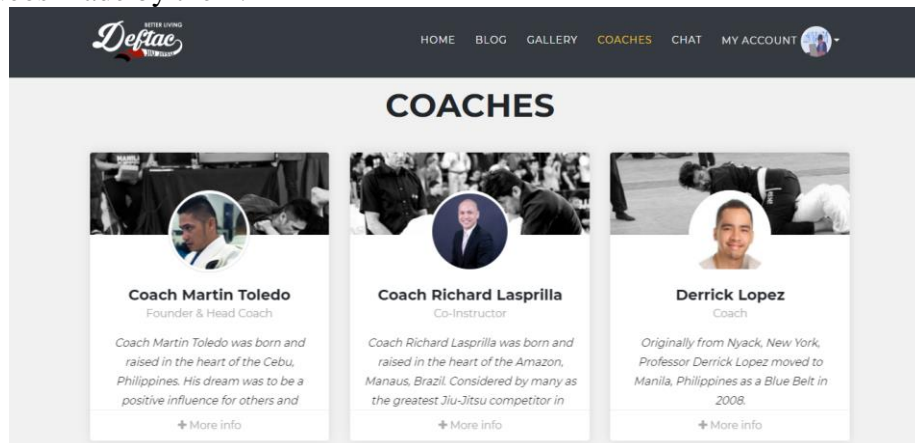 BETTER LIVING
Deftac
JIU JITSU
HOME BLOG GALLERY COACHES CHAT MY ACCOUNT
COACHES
Coach Martin Toledo
Founder & Head Coach
Coach Martin Toledo was born and
raised in the heart of the Cebu,
Philippines. His dream was to be a
positive influence for others and
+ More info
Coach Richard Lasprilla
Co-Instructor
Coach Richard Lasprilla was born and
raised in the heart of the Amazon,
Manaus, Brazil. Considered by many as
the greatest Jiu-Jitsu competitor in
+ More info
Derrick Lopez
Coach
Originally from Nyack, New York,
Professor Derrick Lopez moved to
Manila, Philippines as a Blue Belt in
2008.
+ More info